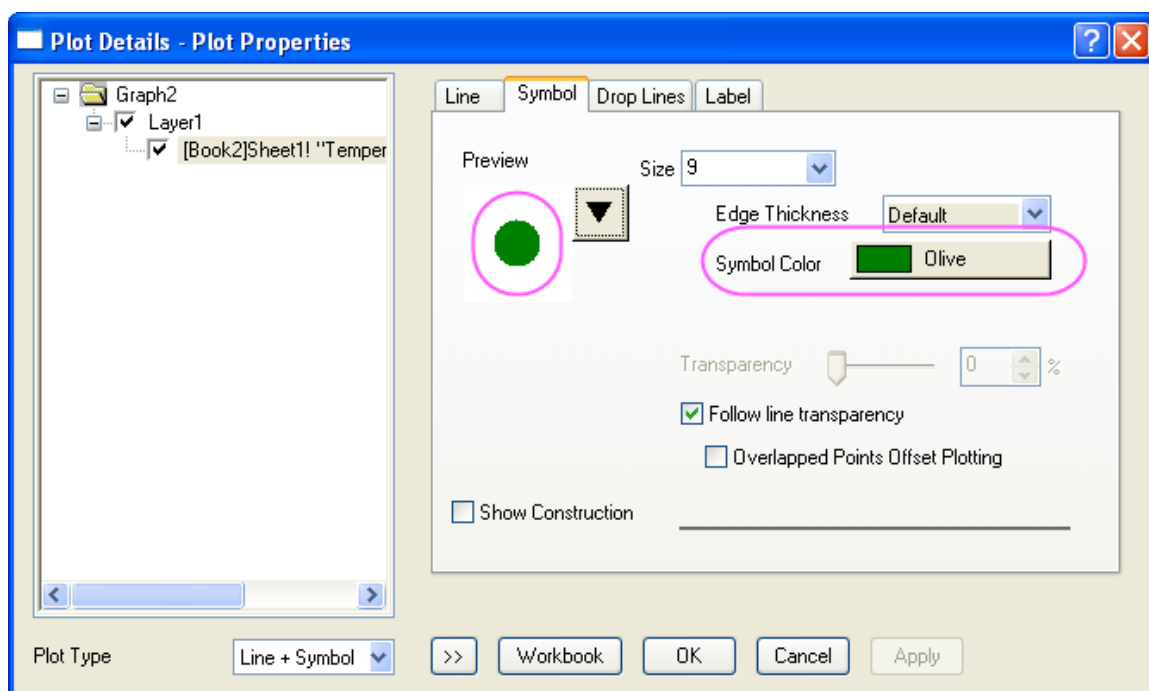 Plot Details - Plot Properties
Graph2
Layer1
[Book2]Sheet1! "Temper
Line Symbol Drop Lines Label
Preview
Size 9
Edge Thickness Default
Symbol Color Olive
Transparency 0 %
Follow line transparency
Overlapped Points Offset Plotting
Show Construction
Plot Type Line + Symbol >> Workbook OK Cancel Apply